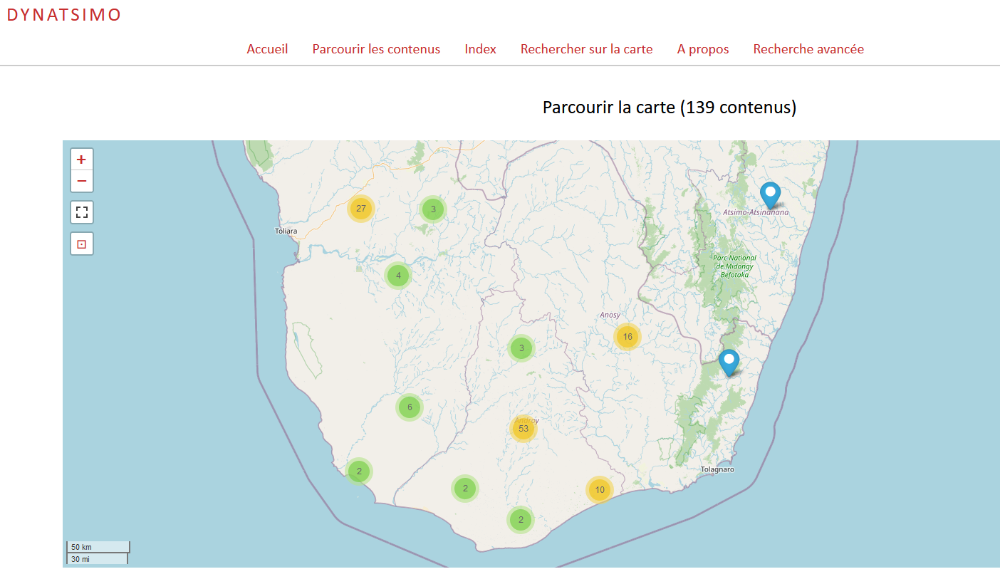 DYNATSIMO
Accueil Parcourir les contenus Index Rechercher sur la carte A propos Recherche avancée
Parcourir la carte (139 contenus)
+
−
27
3
Atsimo-Atsinanana
Toliara
Parc National
de Midongy
Befotaka
4
Anosy
16
3
6
Androy
53
Tolagnaro
2
2
10
2
50 km
30 mi